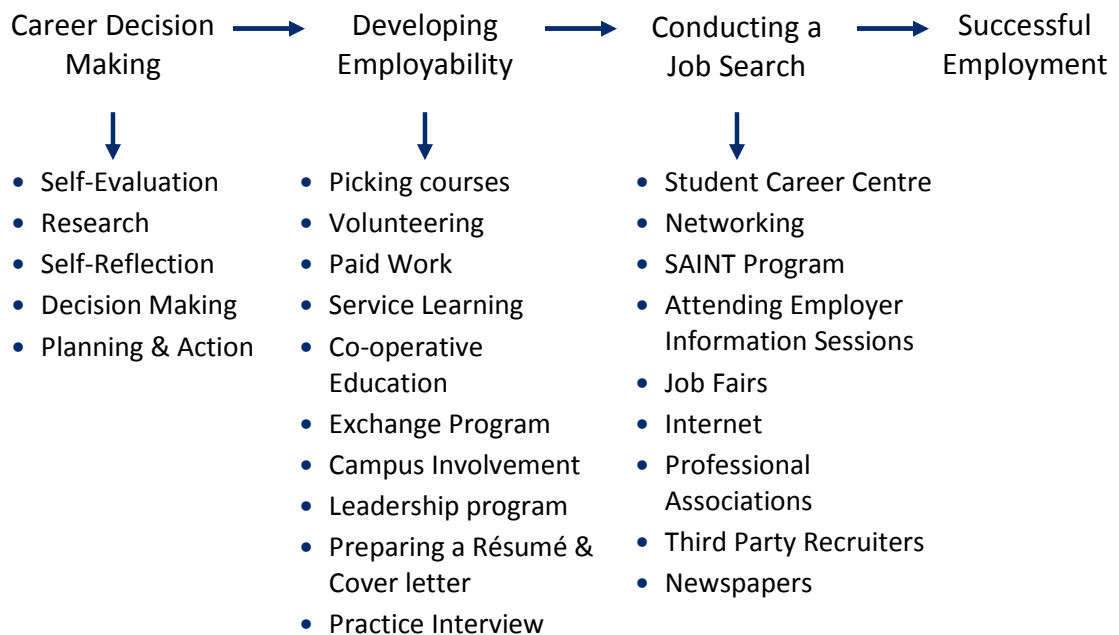 Career Decision
Making
Developing
Employability
Conducting a
Job Search
Successful
Employment
• Self-Evaluation
• Research
• Self-Reflection
• Decision Making
• Planning & Action
• Picking courses
• Volunteering
• Paid Work
• Service Learning
• Co-operative
Education
• Exchange Program
• Campus Involvement
• Leadership program
• Preparing a Résumé &
Cover letter
• Practice Interview
• Student Career Centre
• Networking
• SAINT Program
• Attending Employer
Information Sessions
• Job Fairs
• Internet
• Professional
Associations
• Third Party Recruiters
• Newspapers